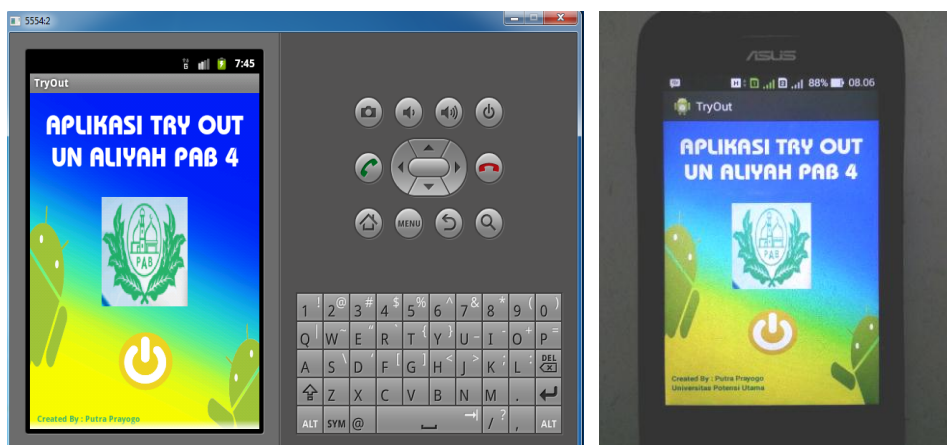 5554:2
7:45
TryOut
APLIKASI TRY OUT
UN ALIYAH PAB 4
PAB
Created By : Putra Prayogo
MENU
1 ! 2 @ 3 # 4 $ 5 % 6 ^ 7 & 8 * 9 ( 0 )
Q | W ~ E " R ` T { Y } U _ I - O + P =
A S \ D ' F [ G ] H < J > K ; L : DEL
Z X C V B N M .
ALT SYM @ / ? , ALT
ASUS
H 88% 08.06
TryOut
APLIKASI TRY OUT
UN ALIYAH PAB 4
PAB
Created By : Putra Prayogo
Universitas Potensi Utama